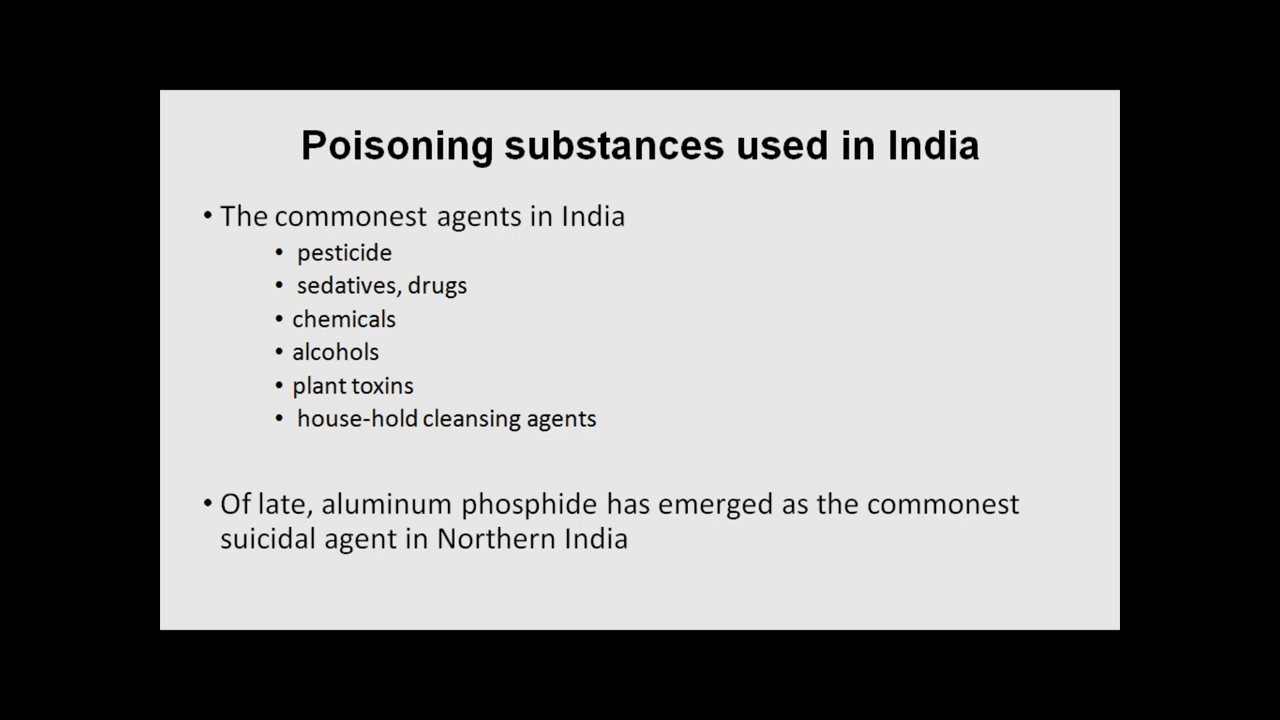 Poisoning substances used in India
• The commonest agents in India
• pesticide
• sedatives, drugs
• chemicals
• alcohols
• plant toxins
• house-hold cleansing agents
• Of late, aluminum phosphide has emerged as the commonest
suicidal agent in Northern India